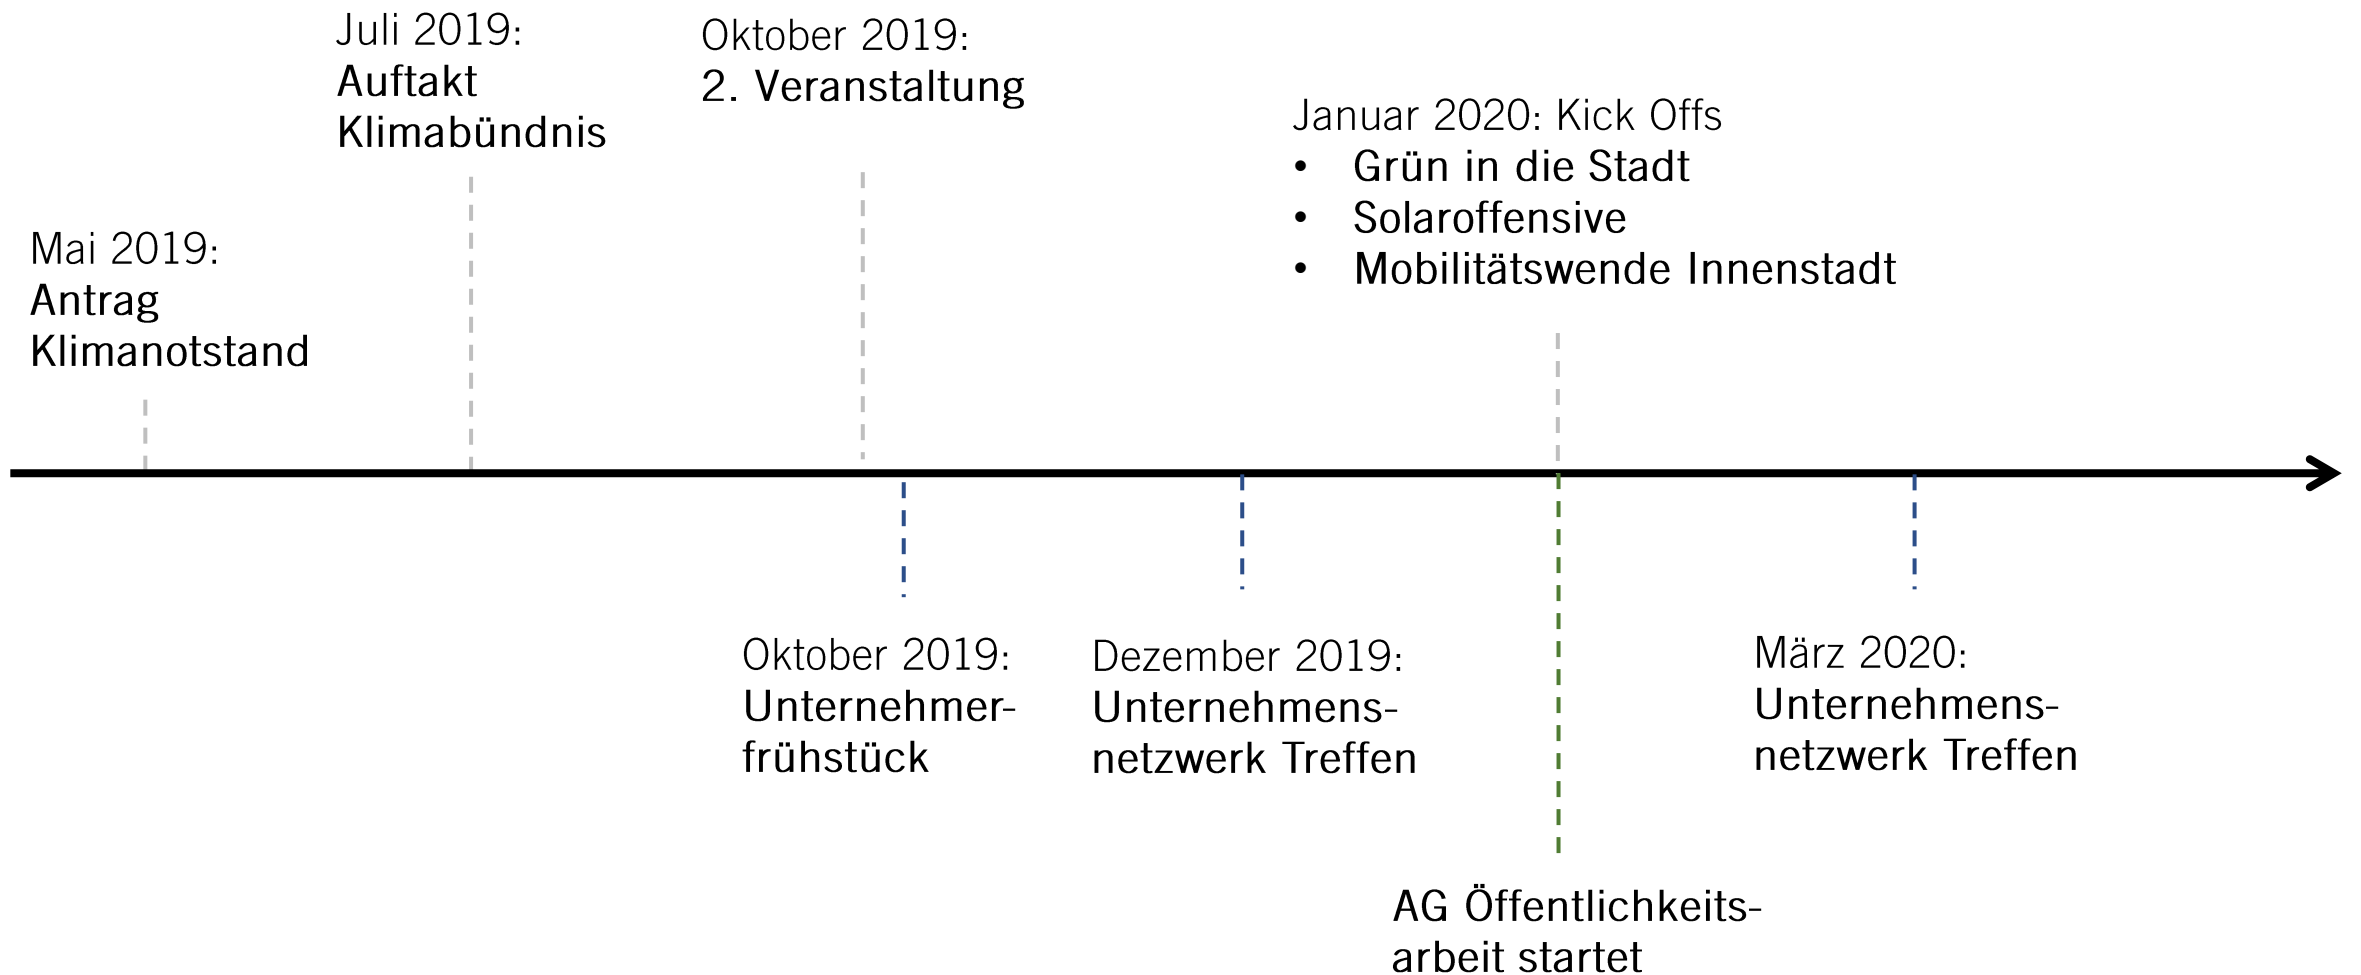 Juli 2019:
Auftakt
Klimabündnis
Oktober 2019:
2. Veranstaltung
Januar 2020: Kick Offs
• Grün in die Stadt
• Solaroffensive
• Mobilitätswende Innenstadt
Mai 2019:
Antrag
Klimanotstand
Oktober 2019:
Unternehmer-
frühstück
Dezember 2019:
Unternehmens-
netzwerk Treffen
März 2020:
Unternehmens-
netzwerk Treffen
AG Öffentlichkeits-
arbeit startet